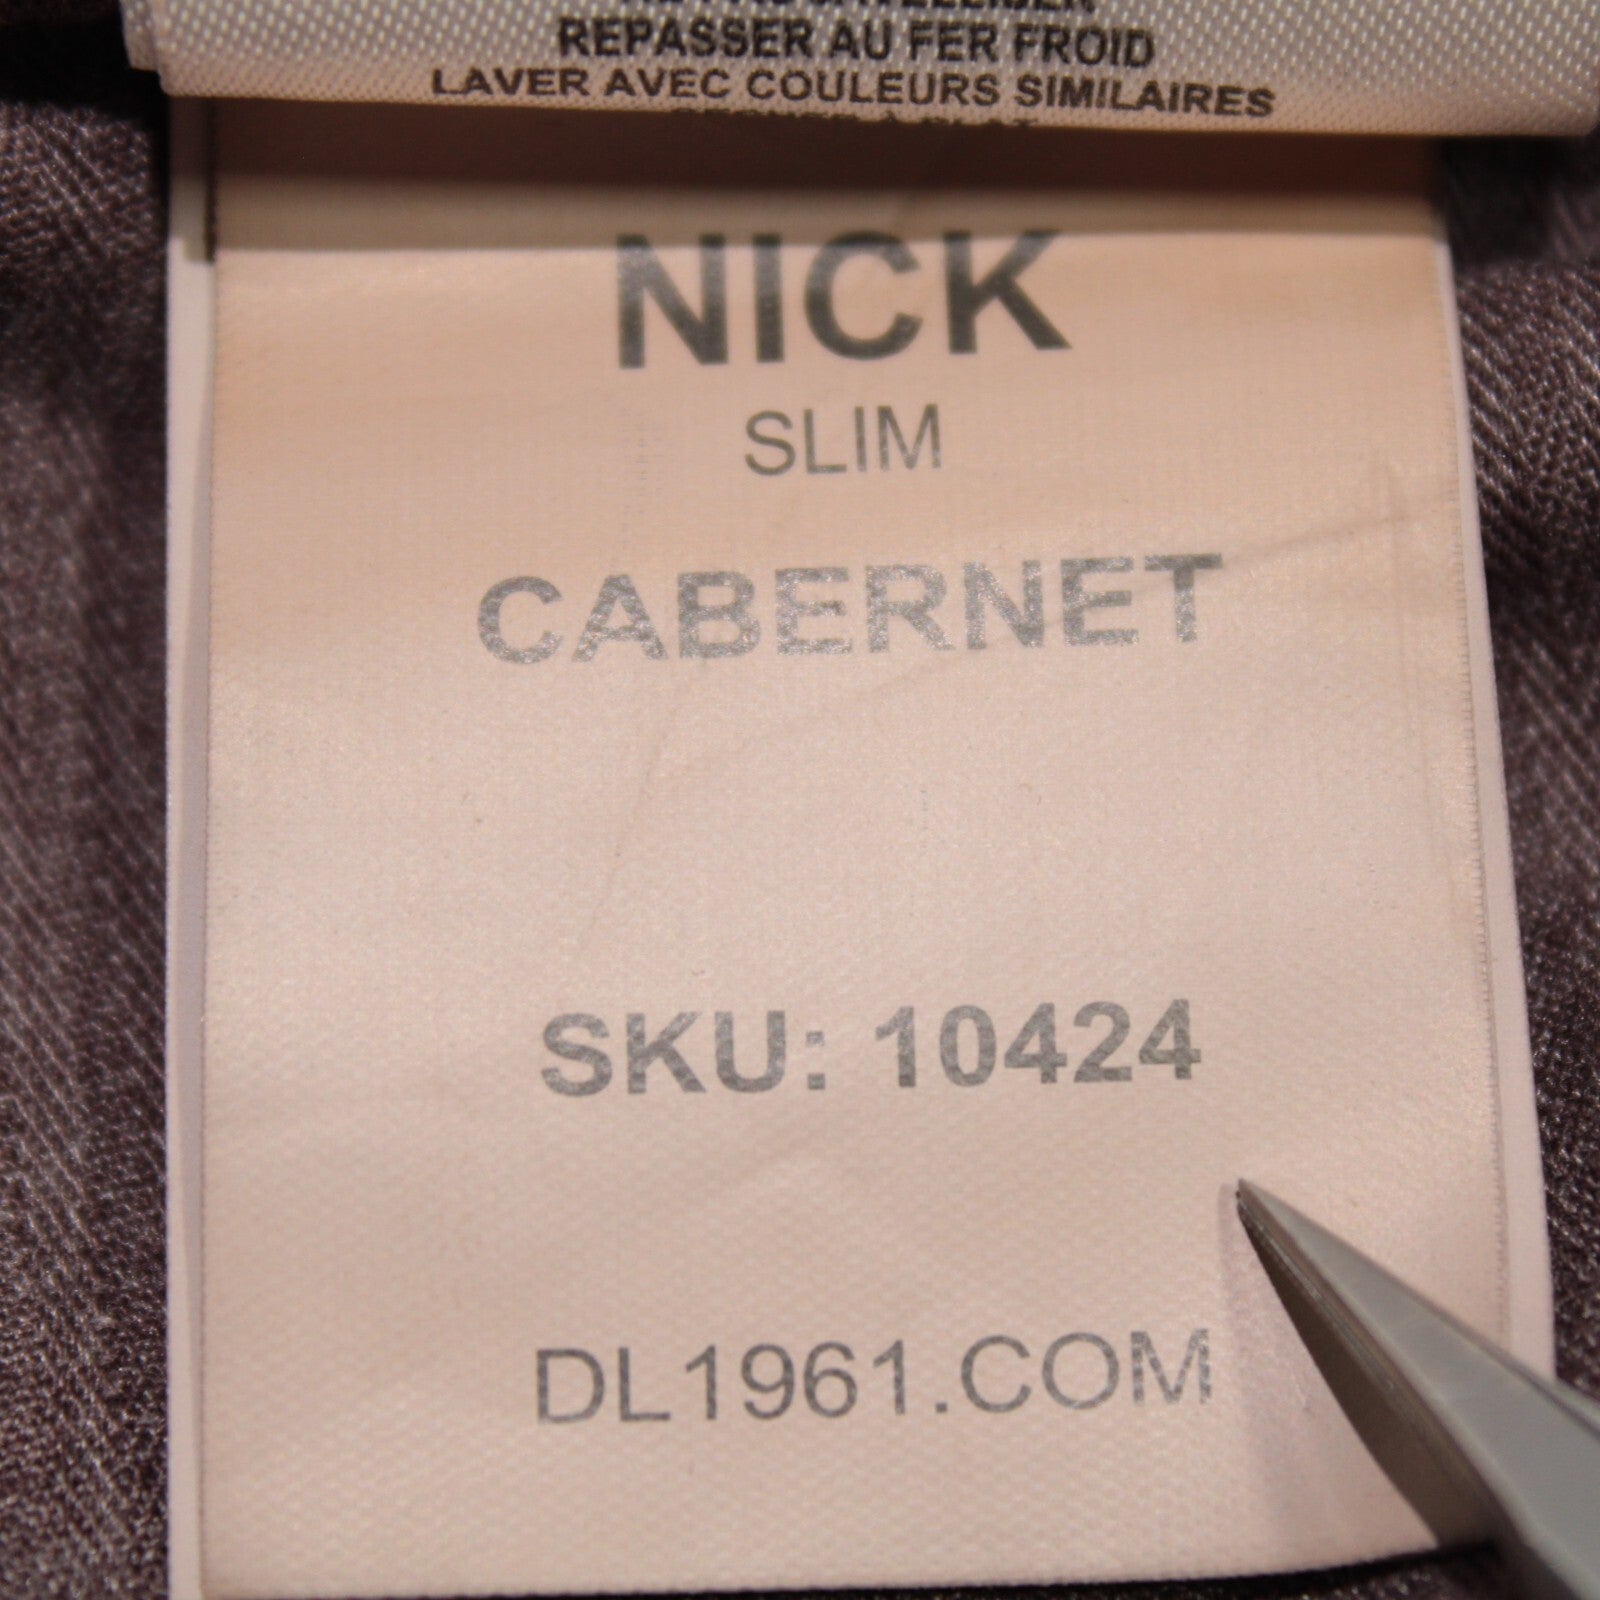 REPASSER AU FER FROID
LAVER AVEC COULEURS SIMILAIRES
NICK
SLIM
CABERNET
SKU: 10424
DL1961.COM